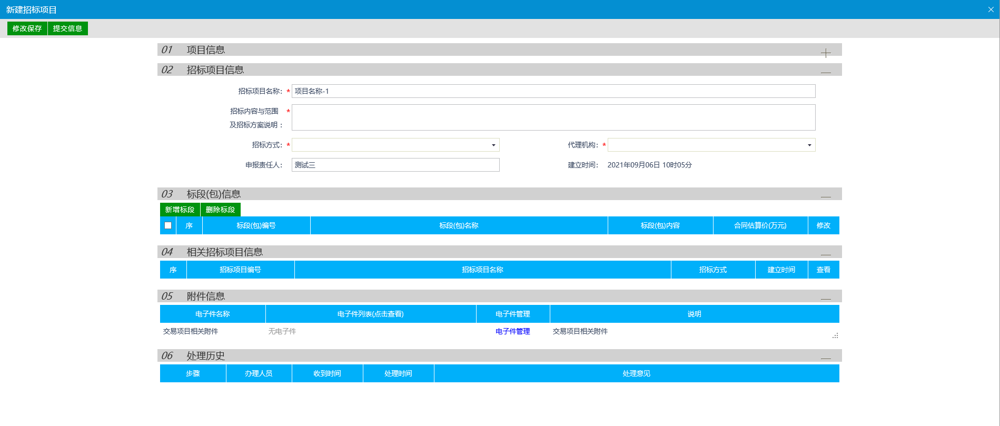 新建招标项目
修改保存 提交信息
01 项目信息
02 招标项目信息
招标项目名称： * 项目名称-1
招标内容与范围 *
及招标方案说明：
招标方式： * 代理机构： *
申报责任人： 测试三 建立时间： 2021年09月06日 10时05分
03 标段(包)信息
新增标段 删除标段
序 标段(包)编号 标段(包)名称 标段(包)内容 合同估算价(万元) 修改
04 相关招标项目信息
序 招标项目编号 招标项目名称 招标方式 建立时间 查看
05 附件信息
电子件名称 电子件列表(点击查看) 电子件管理 说明
交易项目相关附件 无电子件 电子件管理 交易项目相关附件
06 处理历史
步骤 办理人员 收到时间 处理时间 处理意见